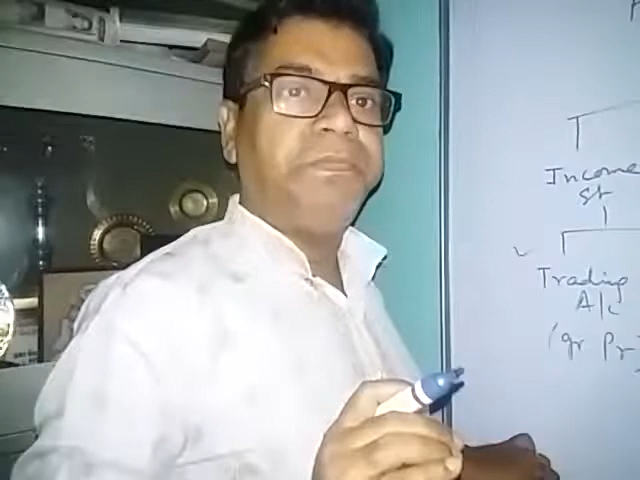 Income
St
✓
Trading
A/c
(gr Pr